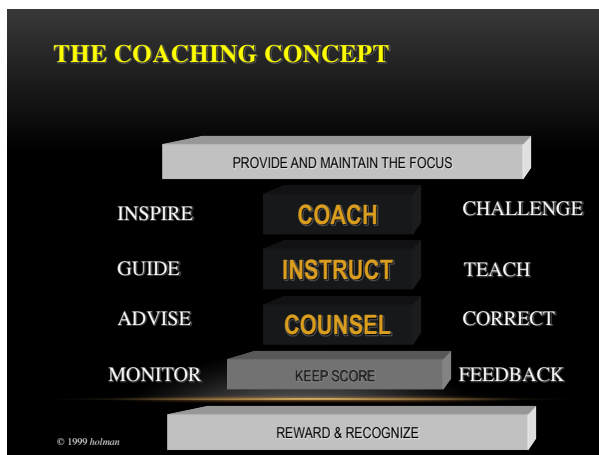 THE COACHING CONCEPT
PROVIDE AND MAINTAIN THE FOCUS
INSPIRE COACH CHALLENGE
GUIDE INSTRUCT TEACH
ADVISE COUNSEL CORRECT
MONITOR KEEP SCORE FEEDBACK
REWARD & RECOGNIZE
© 1999 holman